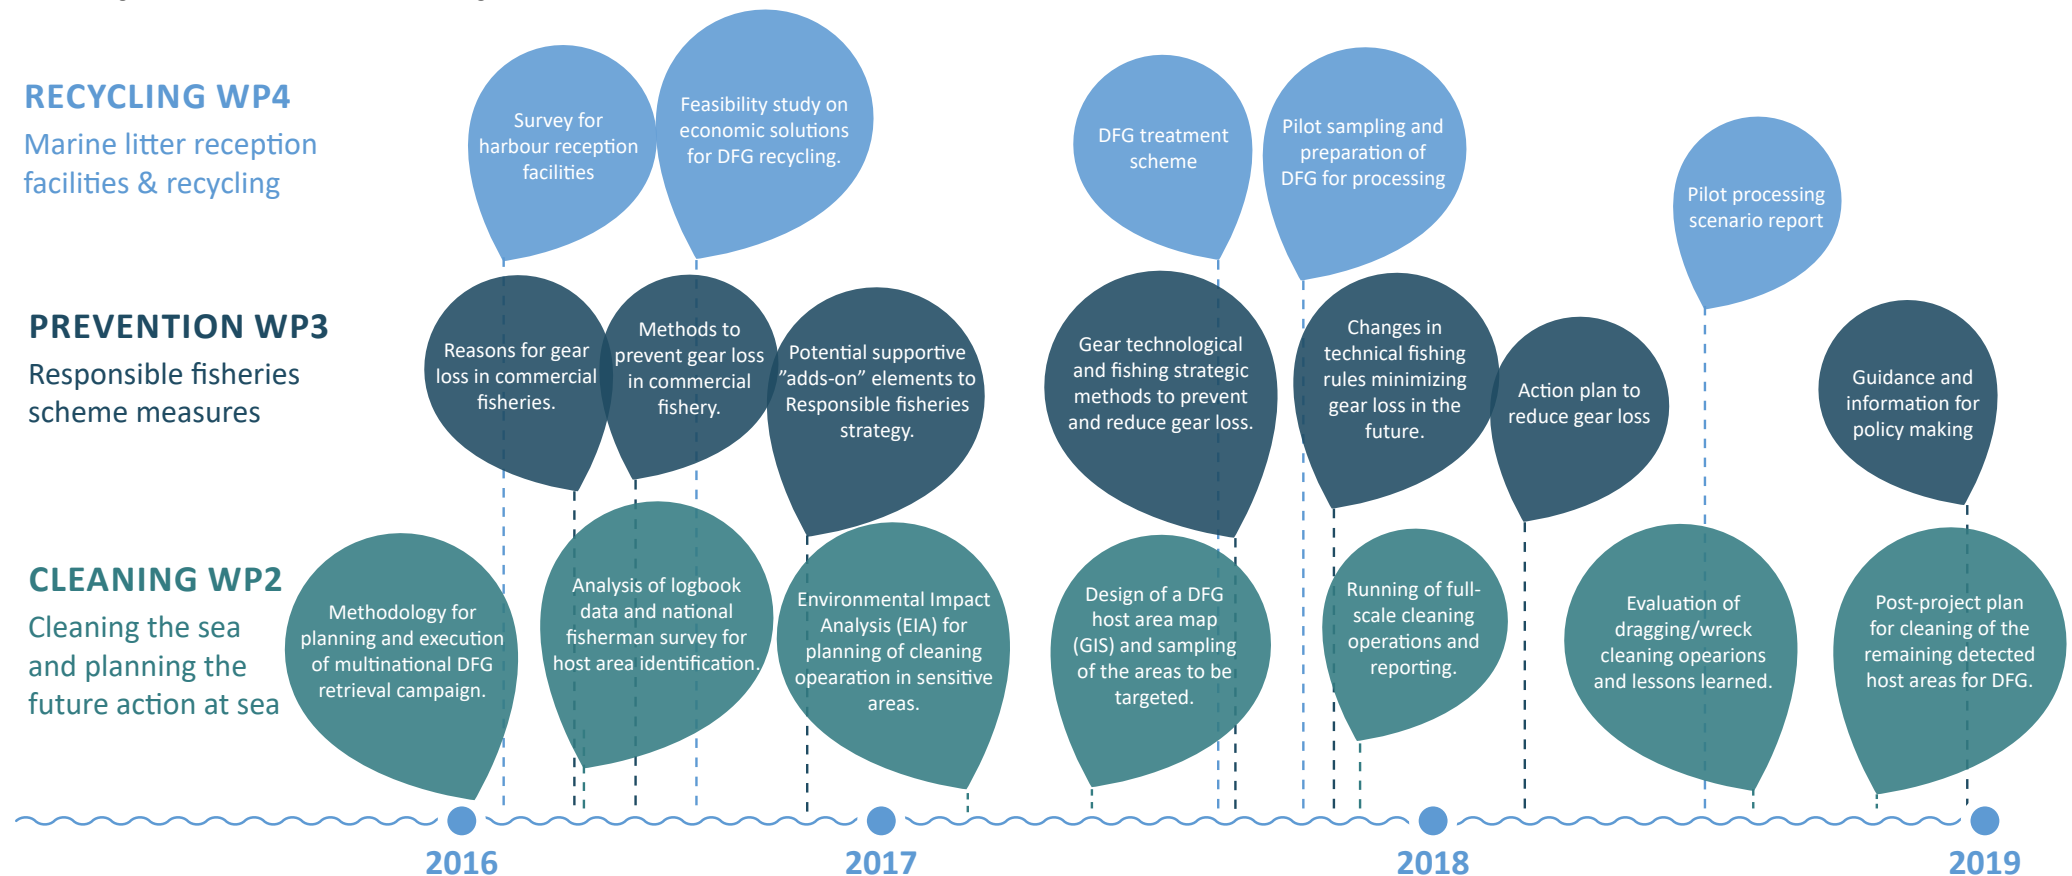 RECYCLING WP4
Marine litter reception
facilities & recycling
Survey for
harbour reception
facilities
Feasibility study on
economic solutions
for DFG recycling.
DFG treatment
scheme
Pilot sampling and
preparation of
DFG for processing
Pilot processing
scenario report
PREVENTION WP3
Responsible fisheries
scheme measures
Reasons for gear
loss in commercial
fisheries.
Methods to
prevent gear loss
in commercial
fishery.
Potential supportive
”adds-on” elements to
Responsible fisheries
strategy.
Gear technological
and fishing strategic
methods to prevent
and reduce gear loss.
Changes in
technical fishing
rules minimizing
gear loss in the
future.
Action plan to
reduce gear loss
Guidance and
information for
policy making
CLEANING WP2
Cleaning the sea
and planning the
future action at sea
Methodology for
planning and execution
of multinational DFG
retrieval campaign.
Analysis of logbook
data and national
fisherman survey for
host area identification.
Environmental Impact
Analysis (EIA) for
planning of cleaning
opearation in sensitive
areas.
Design of a DFG
host area map
(GIS) and sampling
of the areas to be
targeted.
Running of full-
scale cleaning
operations and
reporting.
Evaluation of
dragging/wreck
cleaning opearions
and lessons learned.
Post-project plan
for cleaning of the
remaining detected
host areas for DFG.
2016
2017
2018
2019